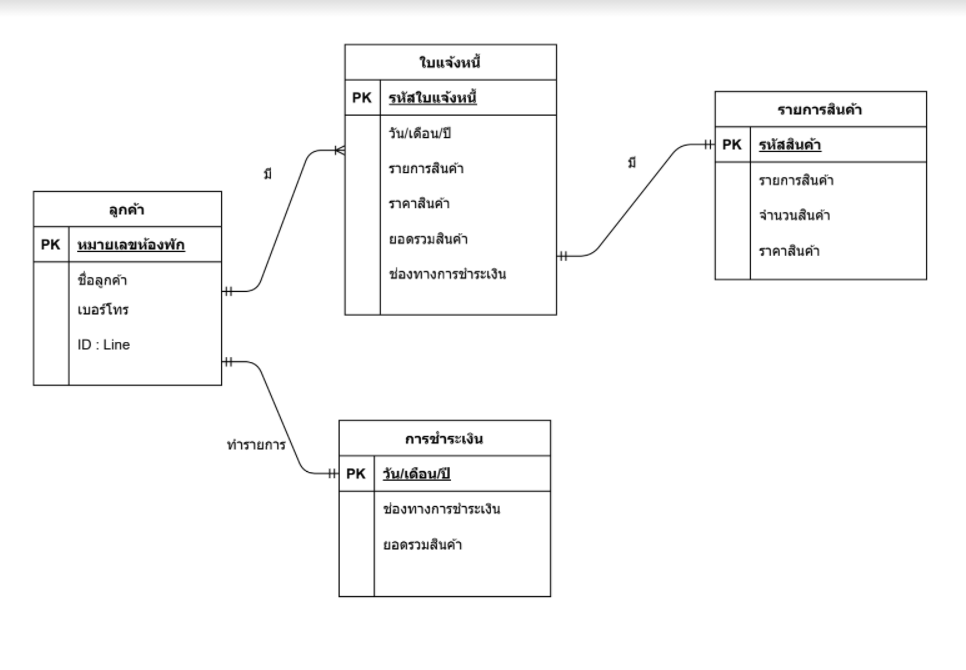 ใบแจ้งหนี้
PK รหัสใบแจ้งหนี้
วัน/เดือน/ปี
รายการสินค้า
ราคาสินค้า
ยอดรวมสินค้า
ช่องทางการชำระเงิน
มี
รายการสินค้า
PK รหัสสินค้า
รายการสินค้า
จำนวนสินค้า
ราคาสินค้า
มี
ลูกค้า
PK หมายเลขห้องพัก
ชื่อลูกค้า
เบอร์โทร
ID : Line
ทำรายการ
การชำระเงิน
PK วัน/เดือน/ปี
ช่องทางการชำระเงิน
ยอดรวมสินค้า